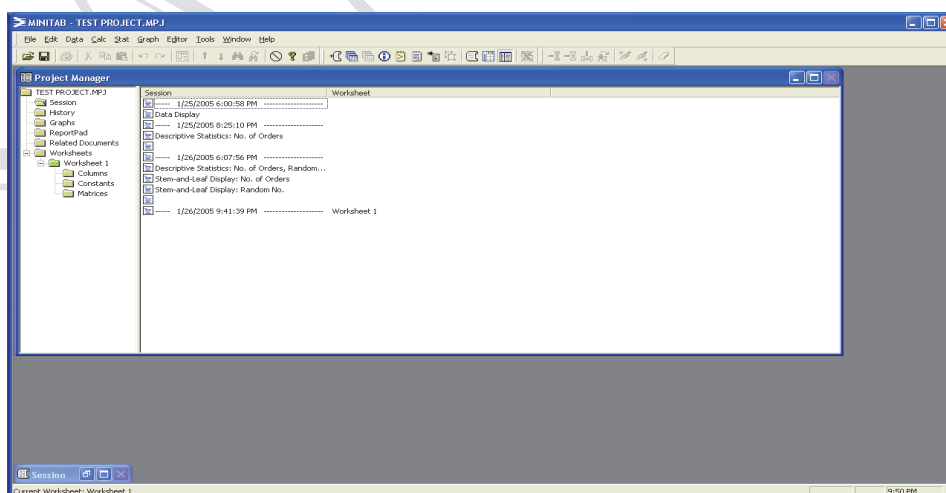 MINITAB - TEST PROJECT.MPJ
File Edit Data Calc Stat Graph Editor Tools Window Help
Project Manager
TEST PROJECT.MPJ
Session
History
Graphs
ReportPad
Related Documents
Worksheets
Worksheet 1
Columns
Constants
Matrices
Session Worksheet
----- 1/25/2005 6:00:58 PM --------------------
Data Display
----- 1/25/2005 8:25:10 PM --------------------
Descriptive Statistics: No. of Orders
----- 1/26/2005 6:07:56 PM --------------------
Descriptive Statistics: No. of Orders, Random...
Stem-and-Leaf Display: No. of Orders
Stem-and-Leaf Display: Random No.
----- 1/26/2005 9:41:39 PM -------------------- Worksheet 1
Session
Current Worksheet: Worksheet 1 9:50 PM